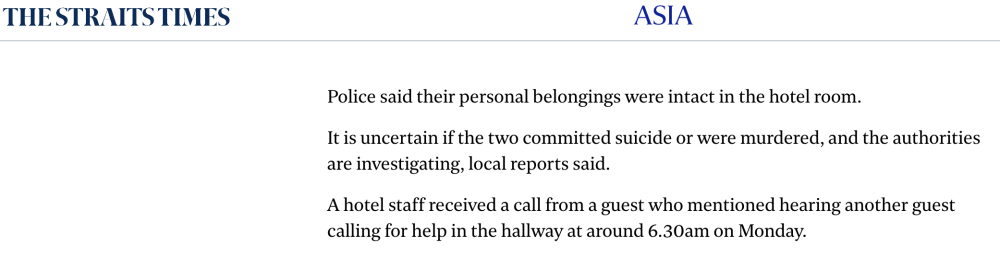 THE STRAITS TIMES
ASIA
Police said their personal belongings were intact in the hotel room.
It is uncertain if the two committed suicide or were murdered, and the authorities
are investigating, local reports said.
A hotel staff received a call from a guest who mentioned hearing another guest
calling for help in the hallway at around 6.30am on Monday.